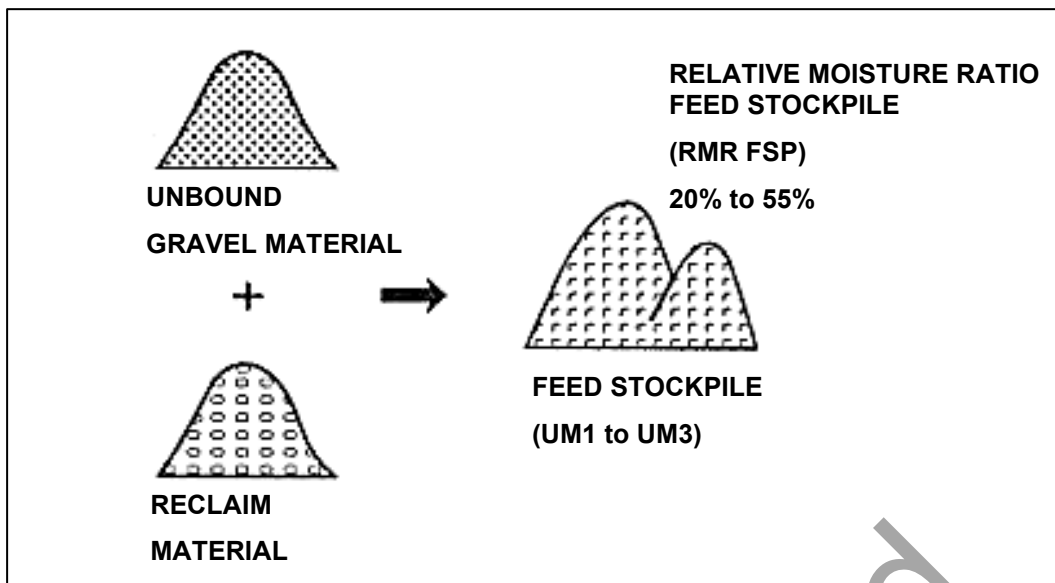 UNBOUND
GRAVEL MATERIAL
+
RECLAIM
MATERIAL
RELATIVE MOISTURE RATIO
FEED STOCKPILE
(RMR FSP)
20% to 55%
FEED STOCKPILE
(UM1 to UM3)